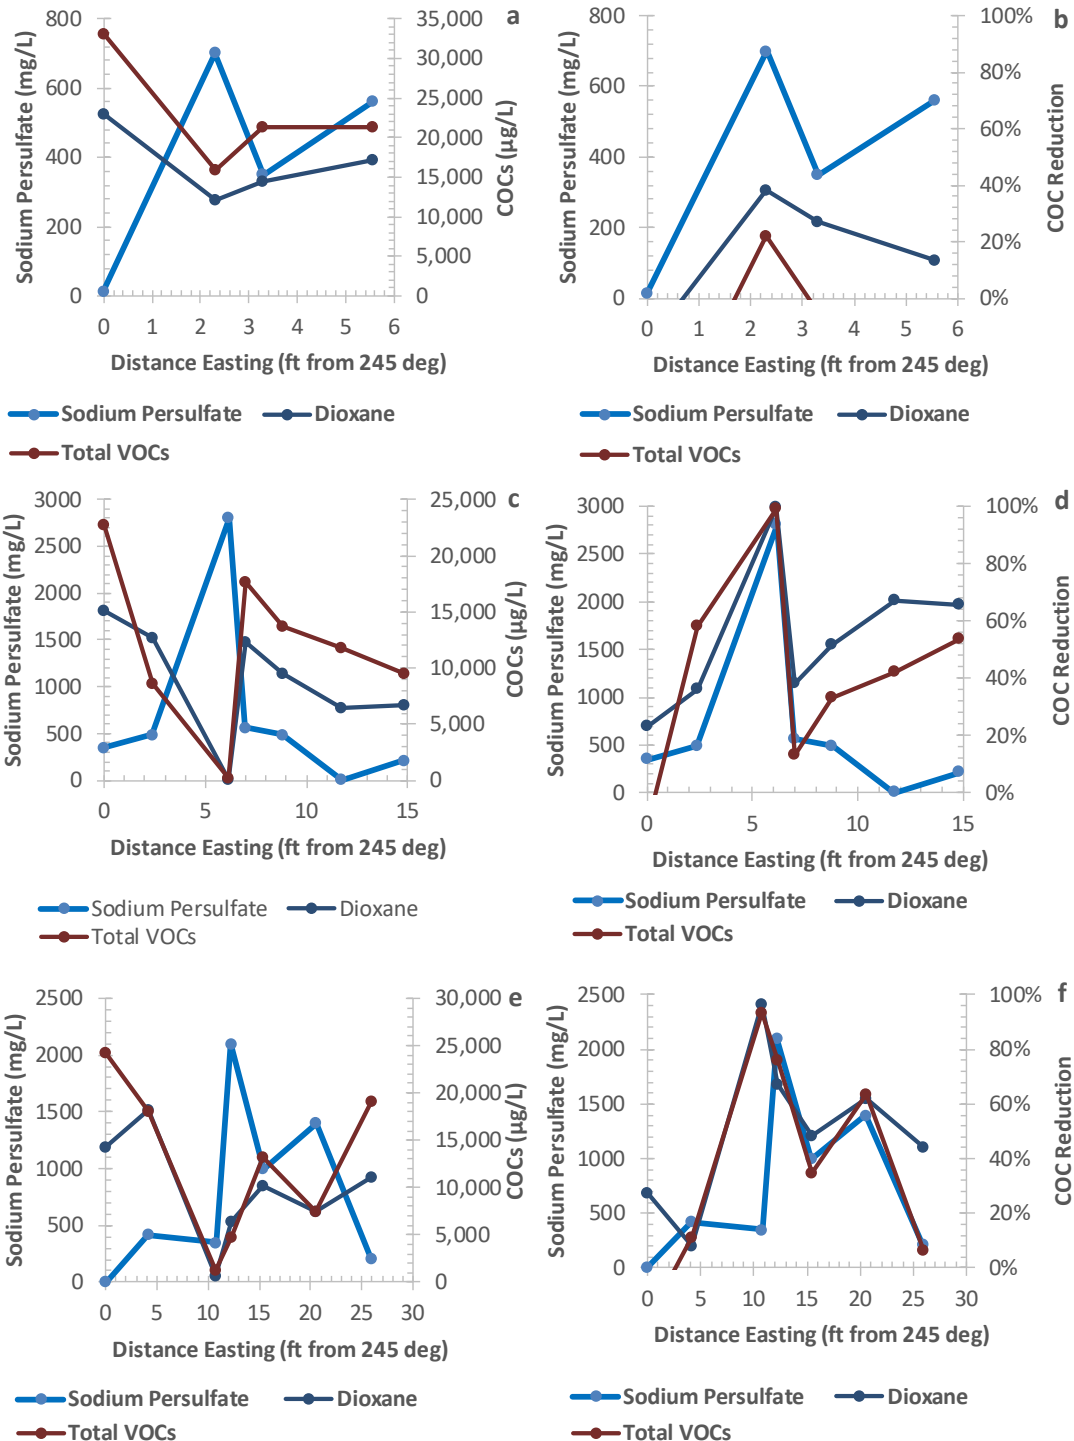 a
Sodium Persulfate (mg/L)
800
600
400
200
0
35,000
30,000
25,000
20,000
15,000
10,000
5,000
0
COCs (µg/L)
0 1 2 3 4 5 6
Distance Easting (ft from 245 deg)
Sodium Persulfate Dioxane
Total VOCs
b
Sodium Persulfate (mg/L)
800
600
400
200
0
100%
80%
60%
40%
20%
0%
COC Reduction
0 1 2 3 4 5 6
Distance Easting (ft from 245 deg)
Sodium Persulfate Dioxane
Total VOCs
c
Sodium Persulfate (mg/L)
3000
2500
2000
1500
1000
500
0
25,000
20,000
15,000
10,000
5,000
0
COCs (µg/L)
0 5 10 15
Distance Easting (ft from 245 deg)
Sodium Persulfate Dioxane
Total VOCs
d
Sodium Persulfate (mg/L)
3000
2500
2000
1500
1000
500
0
100%
80%
60%
40%
20%
0%
COC Reduction
0 5 10 15
Distance Easting (ft from 245 deg)
Sodium Persulfate Dioxane
Total VOCs
e
Sodium Persulfate (mg/L)
2500
2000
1500
1000
500
0
30,000
25,000
20,000
15,000
10,000
5,000
0
COCs (µg/L)
0 5 10 15 20 25 30
Distance Easting (ft from 245 deg)
Sodium Persulfate Dioxane
Total VOCs
f
Sodium Persulfate (mg/L)
2500
2000
1500
1000
500
0
100%
80%
60%
40%
20%
0%
COC Reduction
0 5 10 15 20 25 30
Distance Easting (ft from 245 deg)
Sodium Persulfate Dioxane
Total VOCs